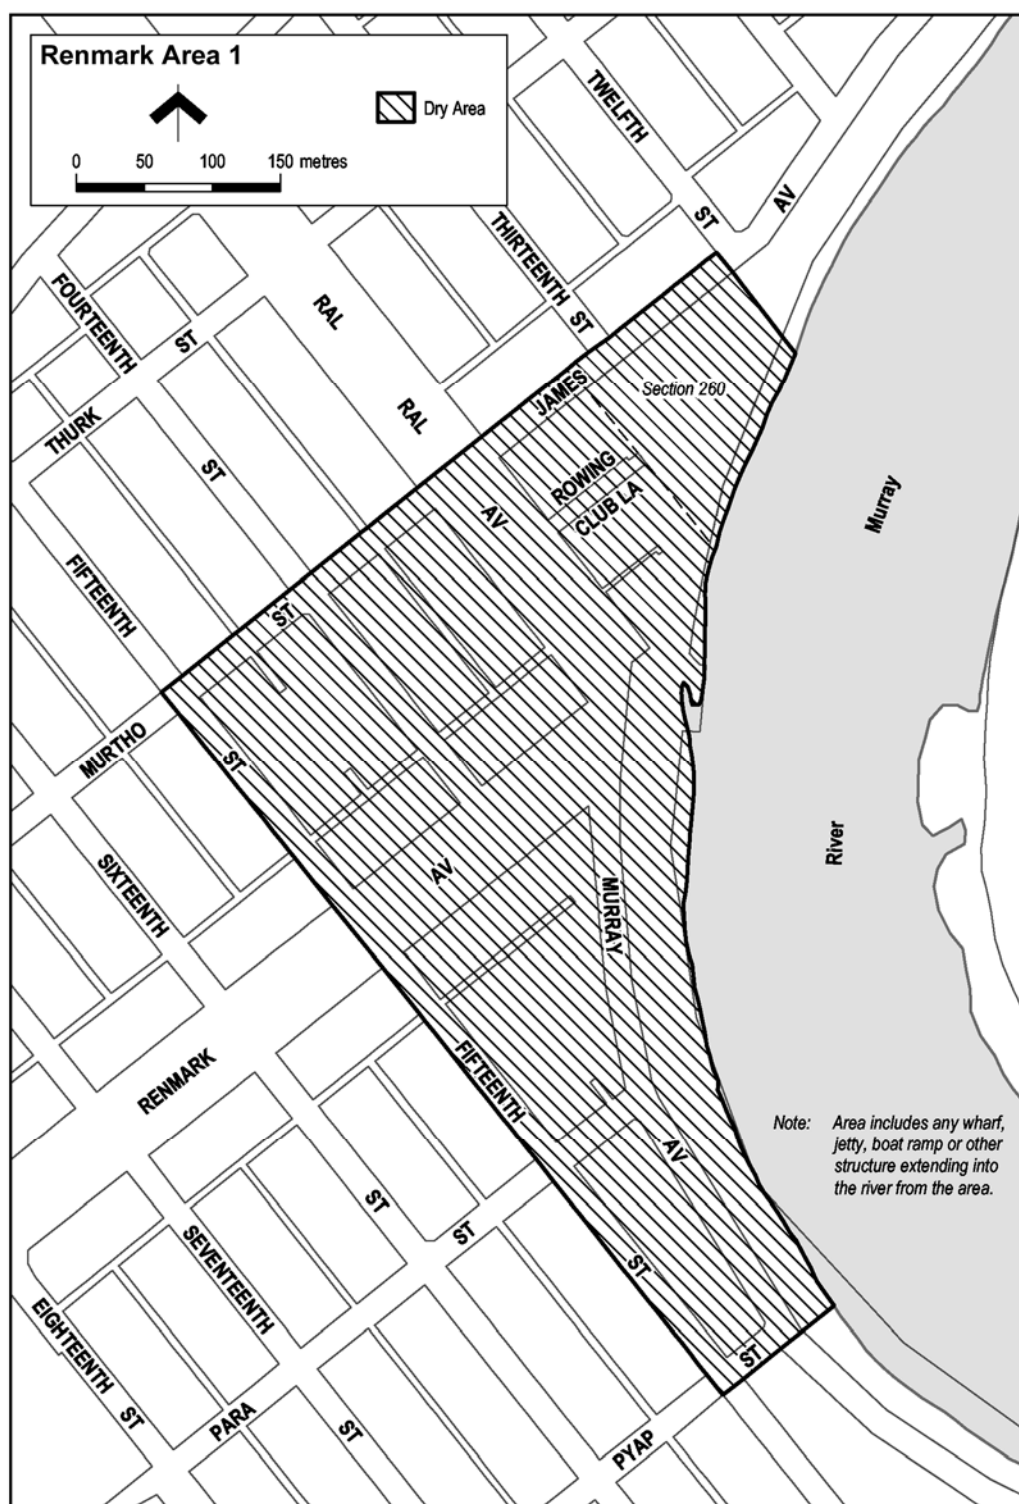 Renmark Area 1
Dry Area
0 50 100 150 metres
TWELFTH
ST
AV
THIRTEENTH
ST
FOURTEENTH
ST
RAL
RAL
THURK
ST
JAMES
Section 260
ROWING
CLUB LA
AV
Murray
FIFTEENTH
ST
MURTHO
ST
SIXTEENTH
AV
River
MURRAY
RENMARK
FIFTEENTH
Note: Area includes any wharf,
jetty, boat ramp or other
structure extending into
the river from the area.
AV
ST
ST
SEVENTEENTH
ST
EIGHTEENTH
ST
PARA
ST
ST
PYAP